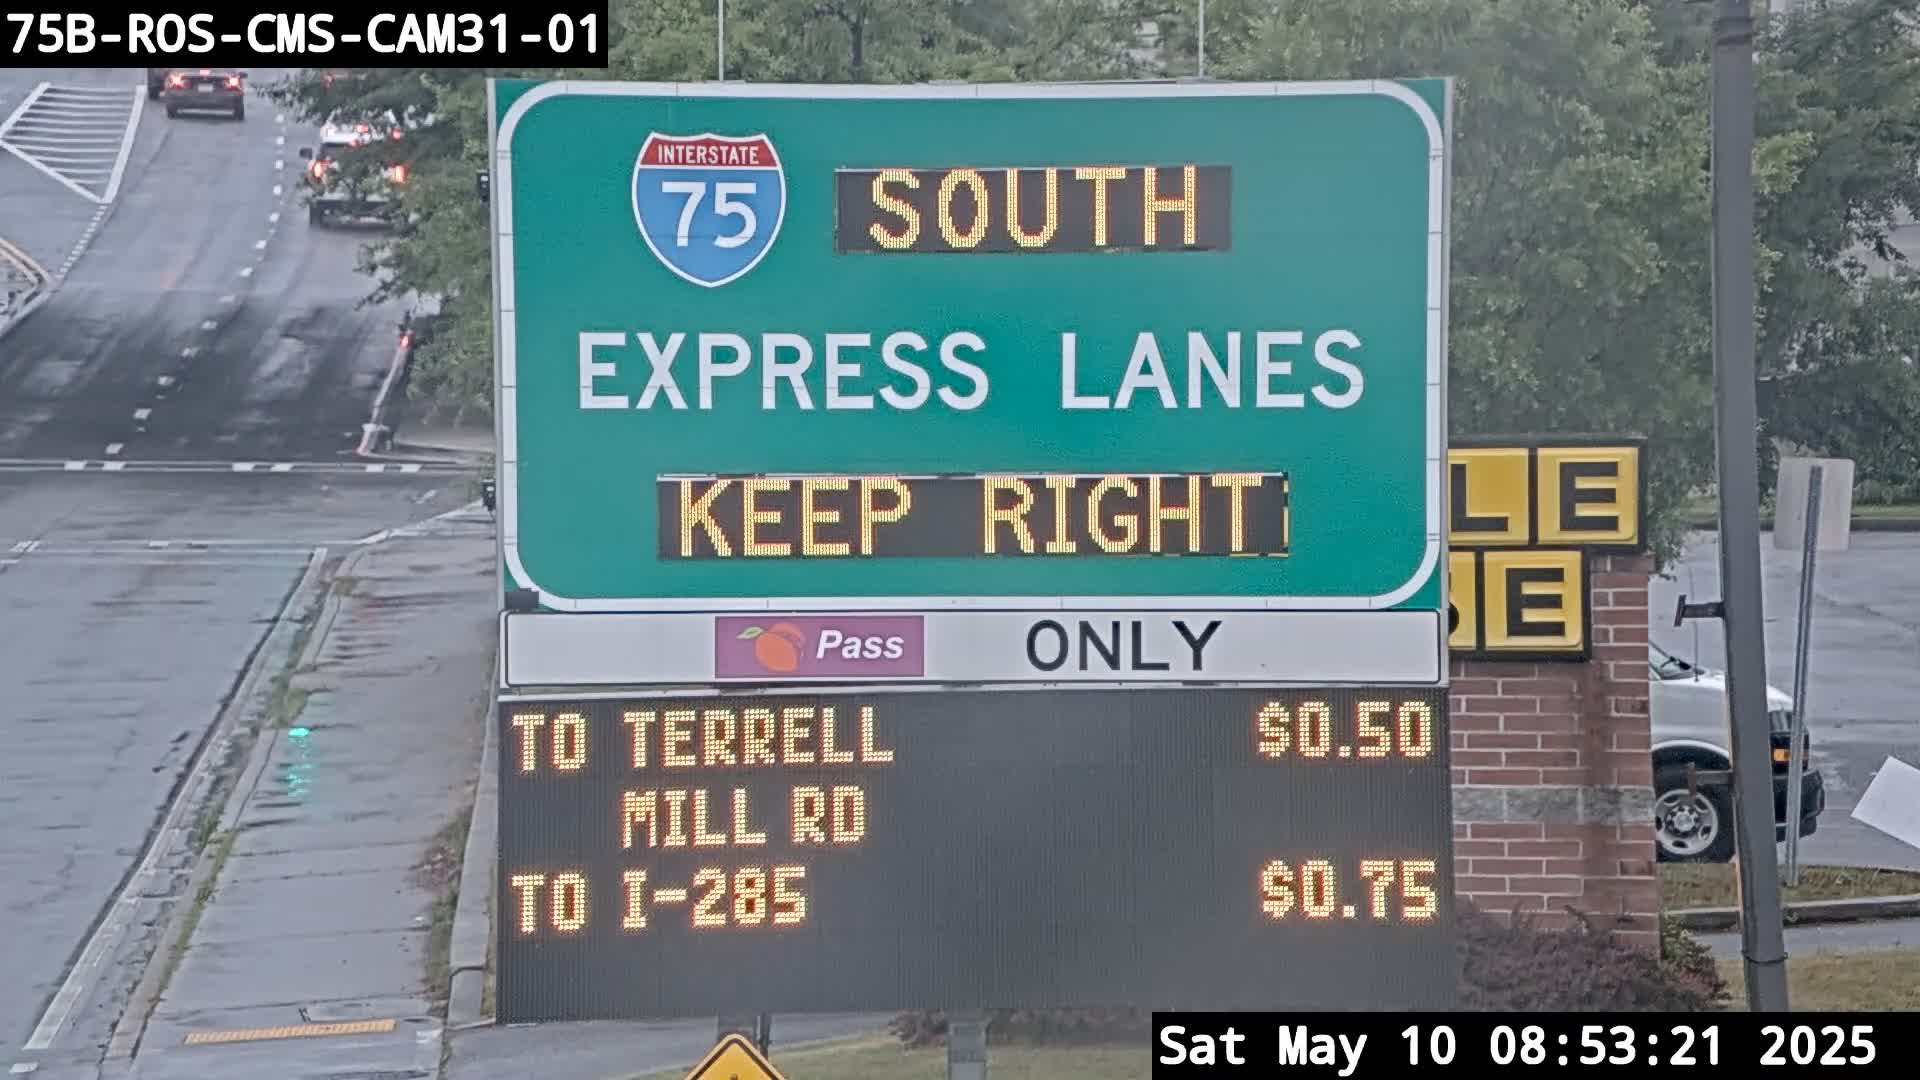 75B-ROS-CMS-CAM31-01
INTERSTATE
75
SOUTH
EXPRESS LANES
KEEP RIGHT
Pass ONLY
TO TERRELL $0.50
MILL RD
TO I-285 $0.75
Sat May 10 08:53:21 2025